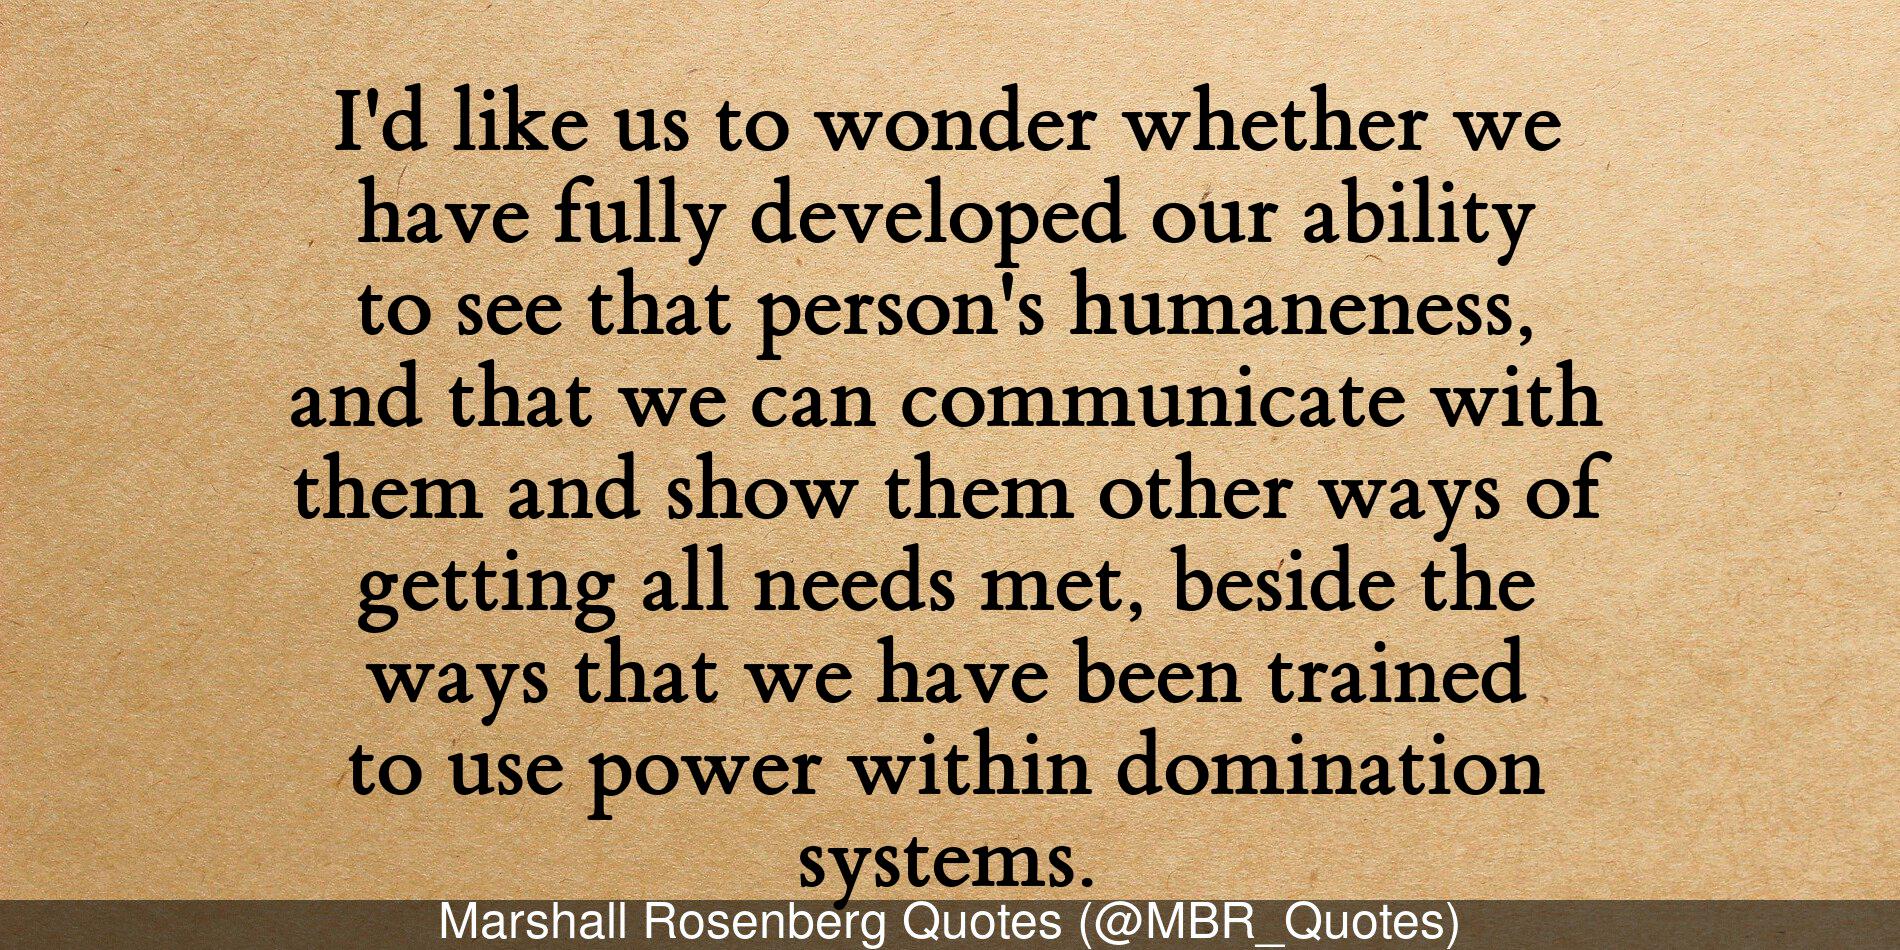 I'd like us to wonder whether we
have fully developed our ability
to see that person's humaneness,
and that we can communicate with
them and show them other ways of
getting all needs met, beside the
ways that we have been trained
to use power within domination
systems.
Marshall Rosenberg Quotes (@MBR_Quotes)